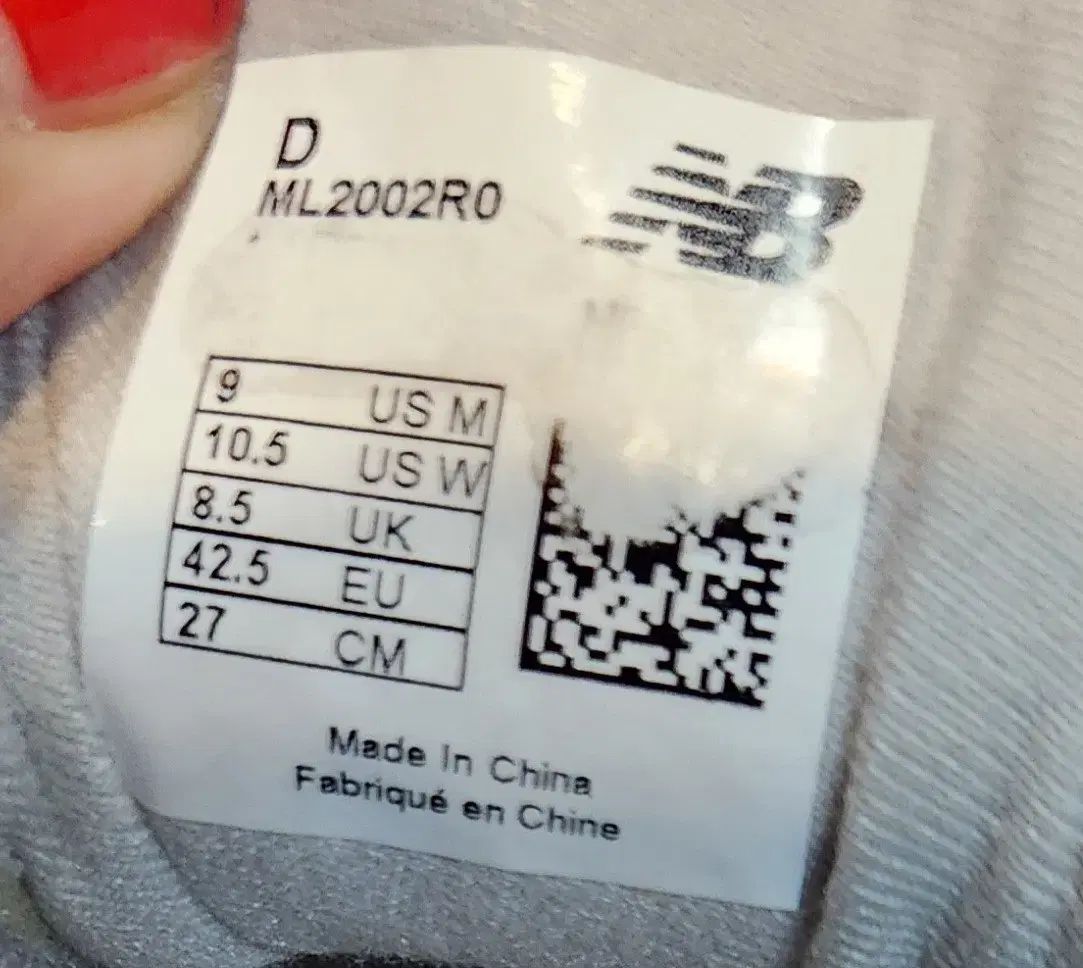 D
ML2002R0
NB
9 US M
10.5 US W
8.5 UK
42.5 EU
27 CM
Made In China
Fabriqué en Chine